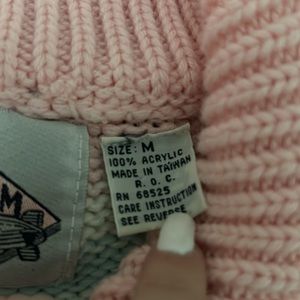 M
SIZE: M
100% ACRYLIC
MADE IN TAIWAN
R. O. C.
RN 68525
CARE INSTRUCTION
SEE REVERSE